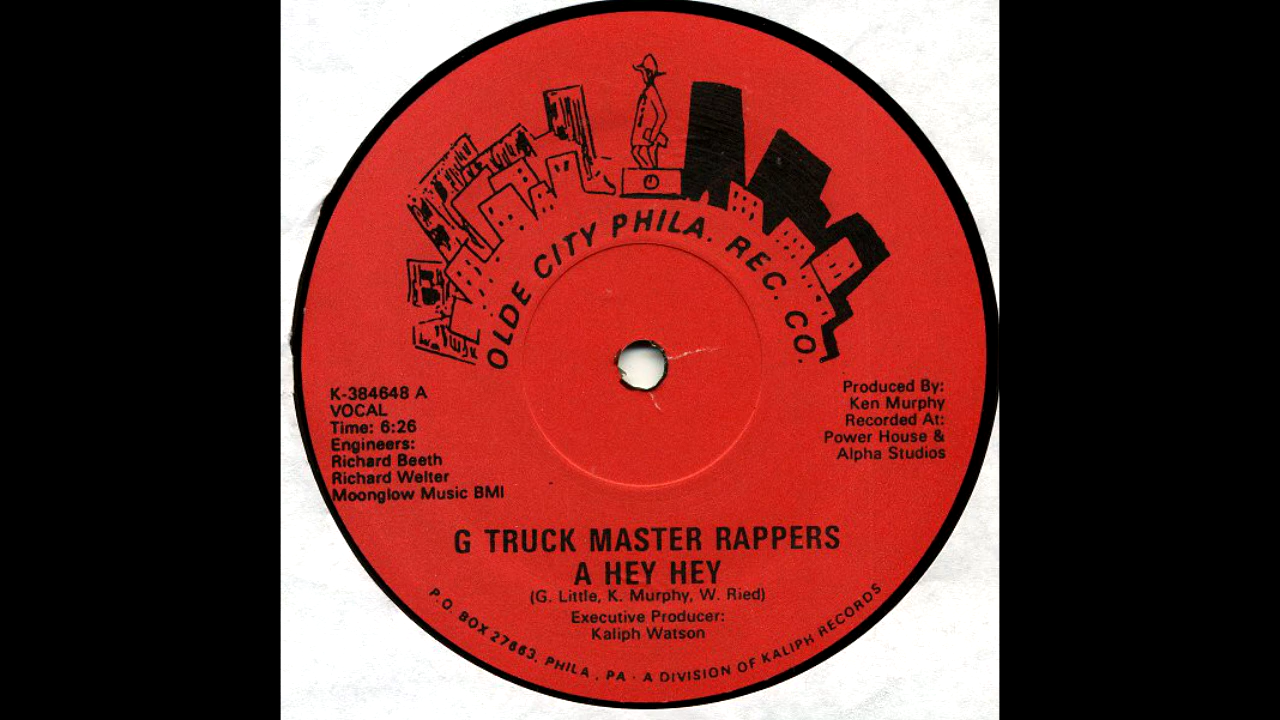 OLDE CITY PHILA. REC. CO.
K-384648 A
VOCAL
Time: 6:26
Engineers:
Richard Beeth
Richard Welter
Moonglow Music BMI
Produced By:
Ken Murphy
Recorded At:
Power House &
Alpha Studios
G TRUCK MASTER RAPPERS
A HEY HEY
(G. Little, K. Murphy, W. Ried)
Executive Producer:
Kaliph Watson
P.O. BOX 27663, PHILA., PA · A DIVISION OF KALIPH RECORDS